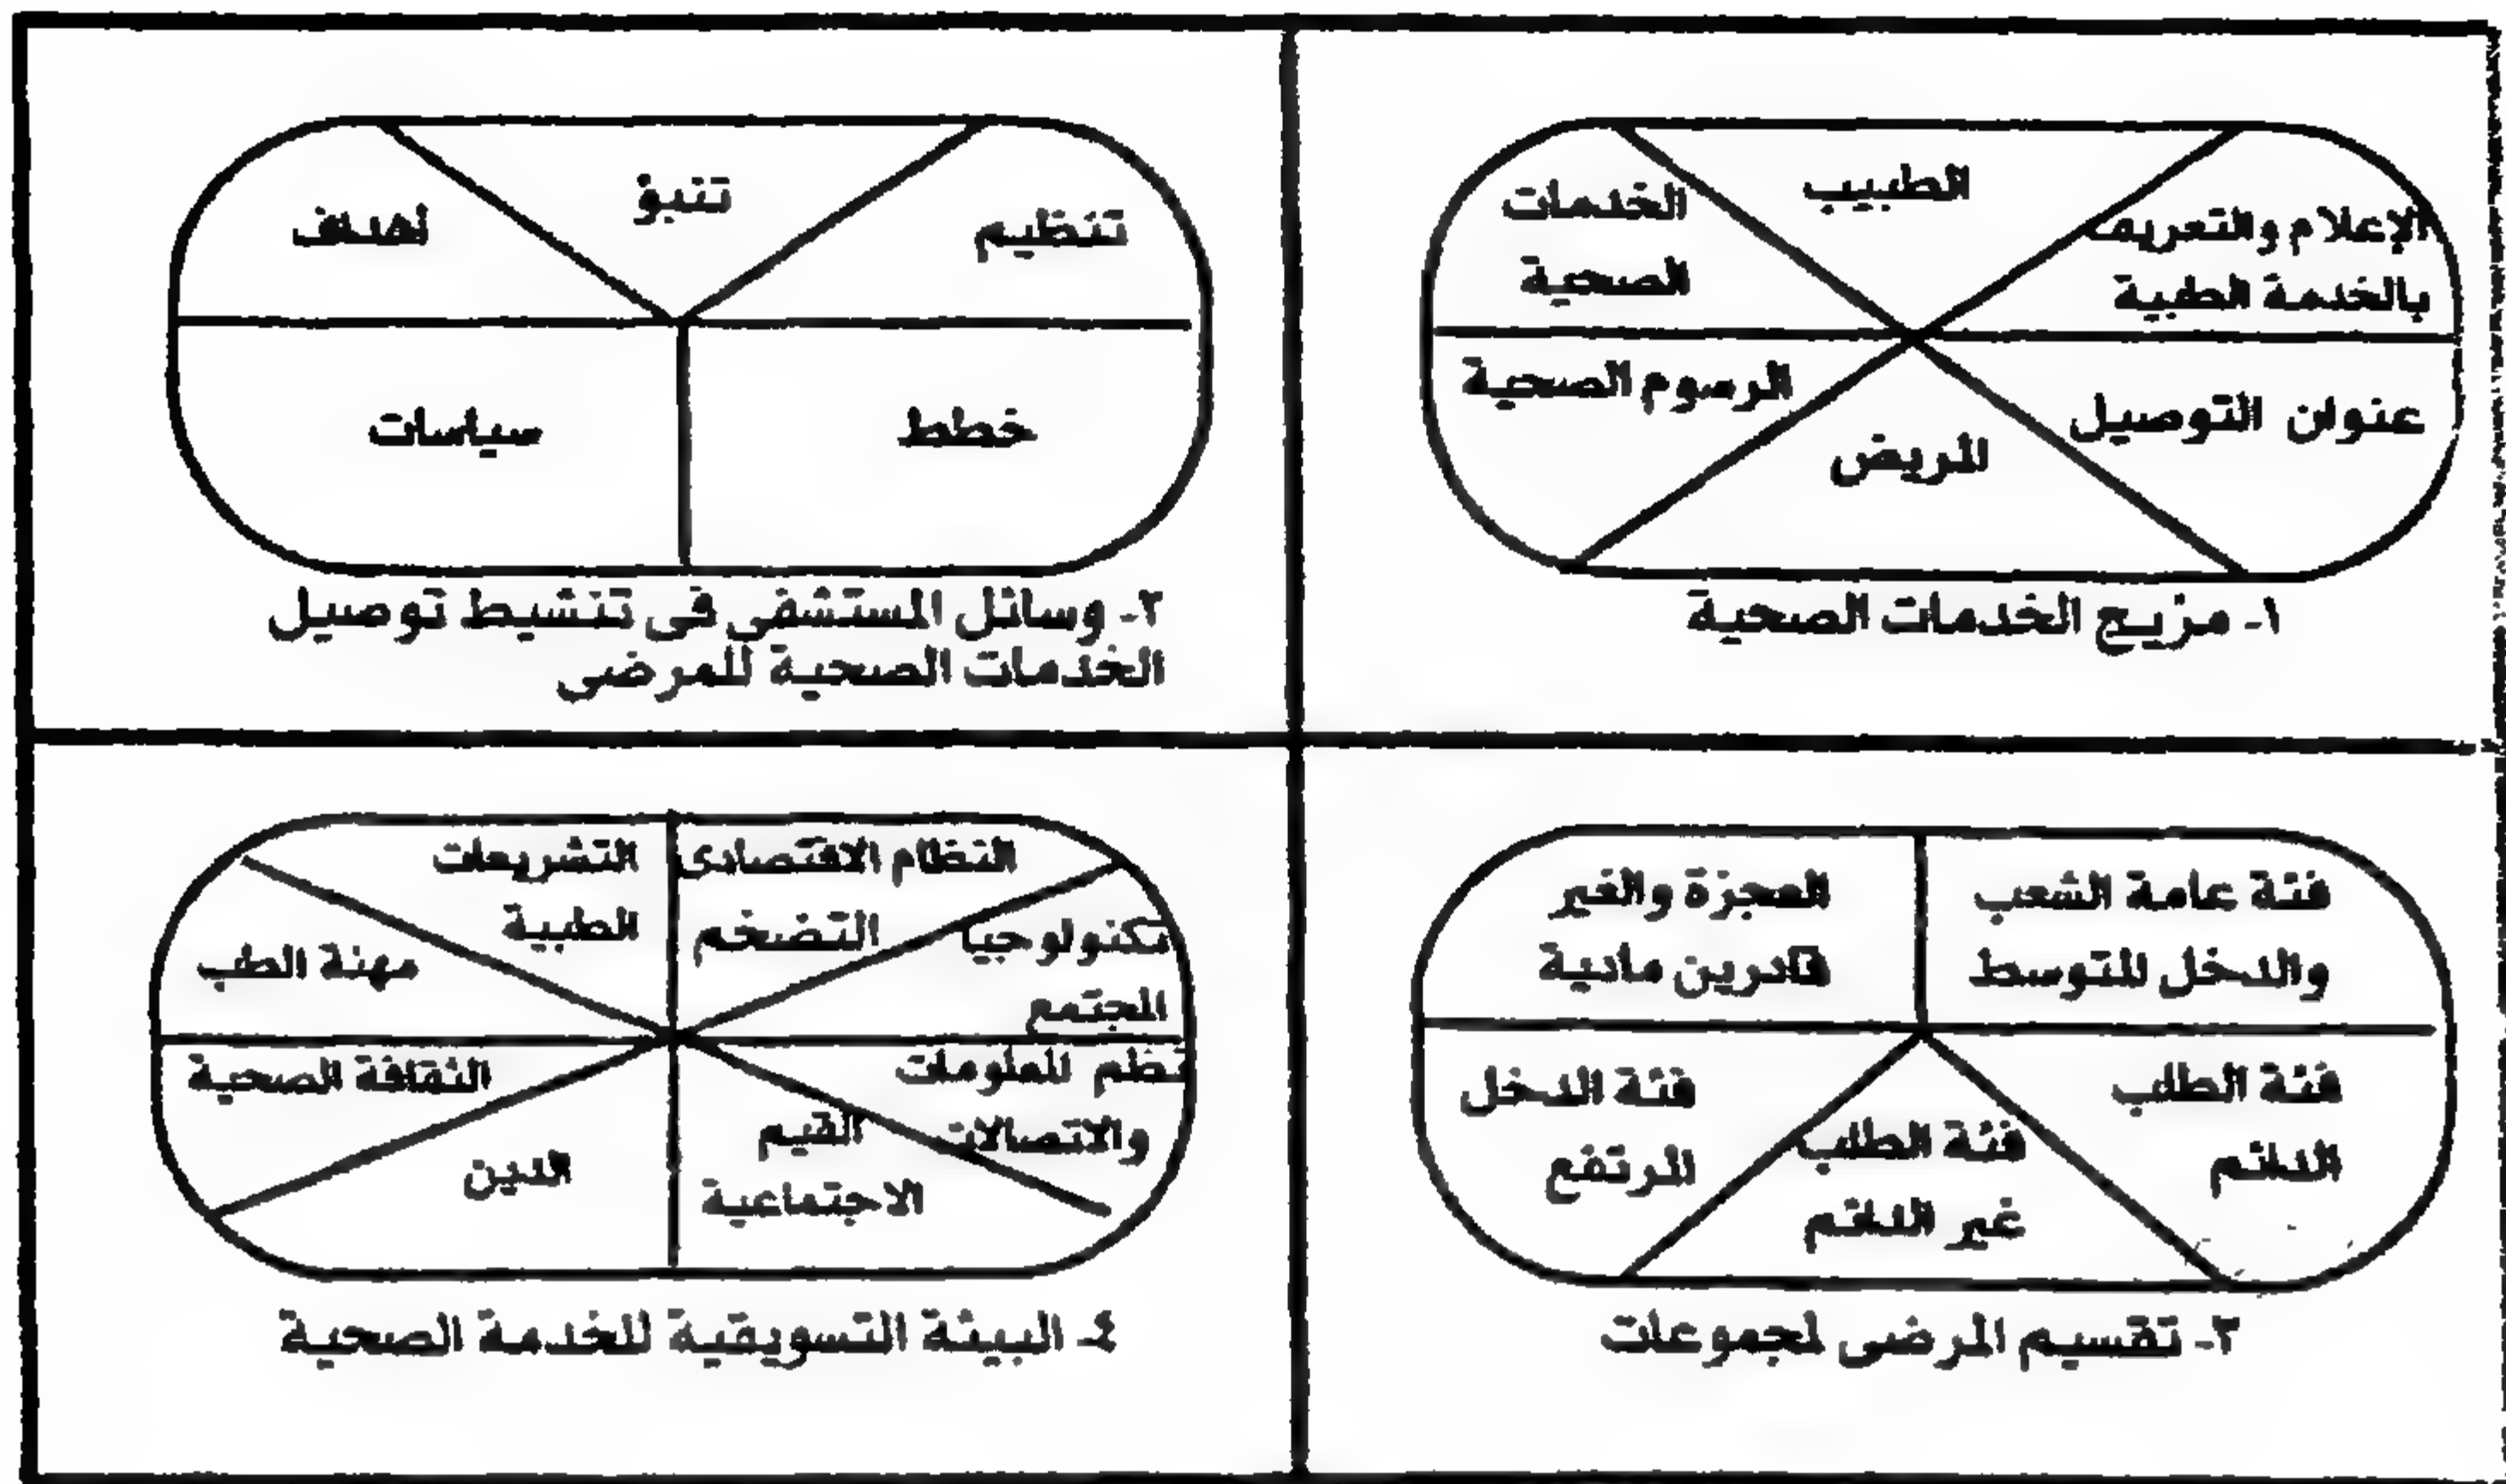 الطبيب
الإعلام والتعريف
بالخدمة الطبية
الخدمات
الصحية
عنوان التوصيل
الرسوم الصحية
المريض
١- مزيج الخدمات الصحية
تنبؤ
تنظيم
أهداف
خطط
سياسات
٢- وسائل المستشفى فى تنشيط توصيل
الخدمات الصحية للمرضى
فئة عامة الشعب
والدخل المتوسط
العجزة والغير
قادرين مادية
فئة الطلب
الدائم
فئة الطلب
غير الدائم
فئة الدخل
المرتفع
٣- تقسيم المرضى لمجموعات
النظام الاقتصادى
التضخم
التشريعات
الطبية
تكنولوجيا
المجتمع
مهنة الطب
نظم المعلومات
والاتصالات
الثقافة الصحية
القيم
الاجتماعية
الدين
٤- البيئة التسويقية للخدمة الصحية